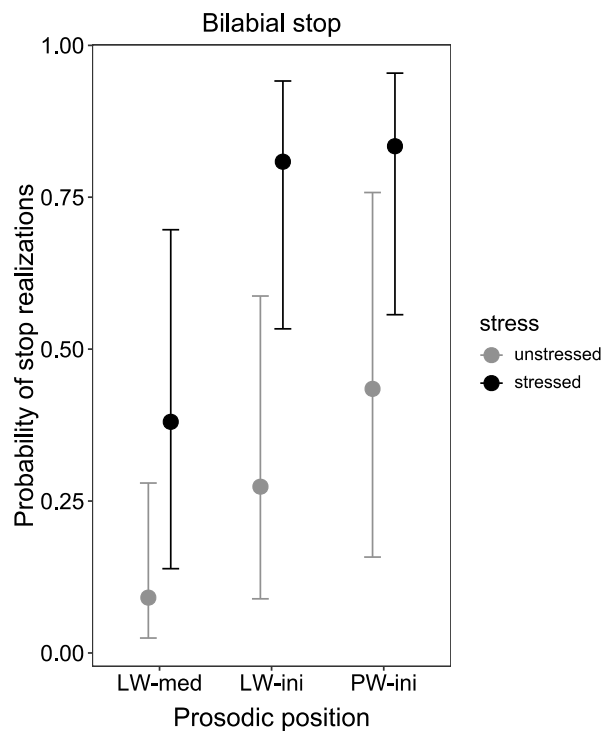 Bilabial stop
1.00
0.75
0.50
0.25
0.00
Probability of stop realizations
LW-med LW-ini PW-ini
Prosodic position
stress
unstressed
stressed